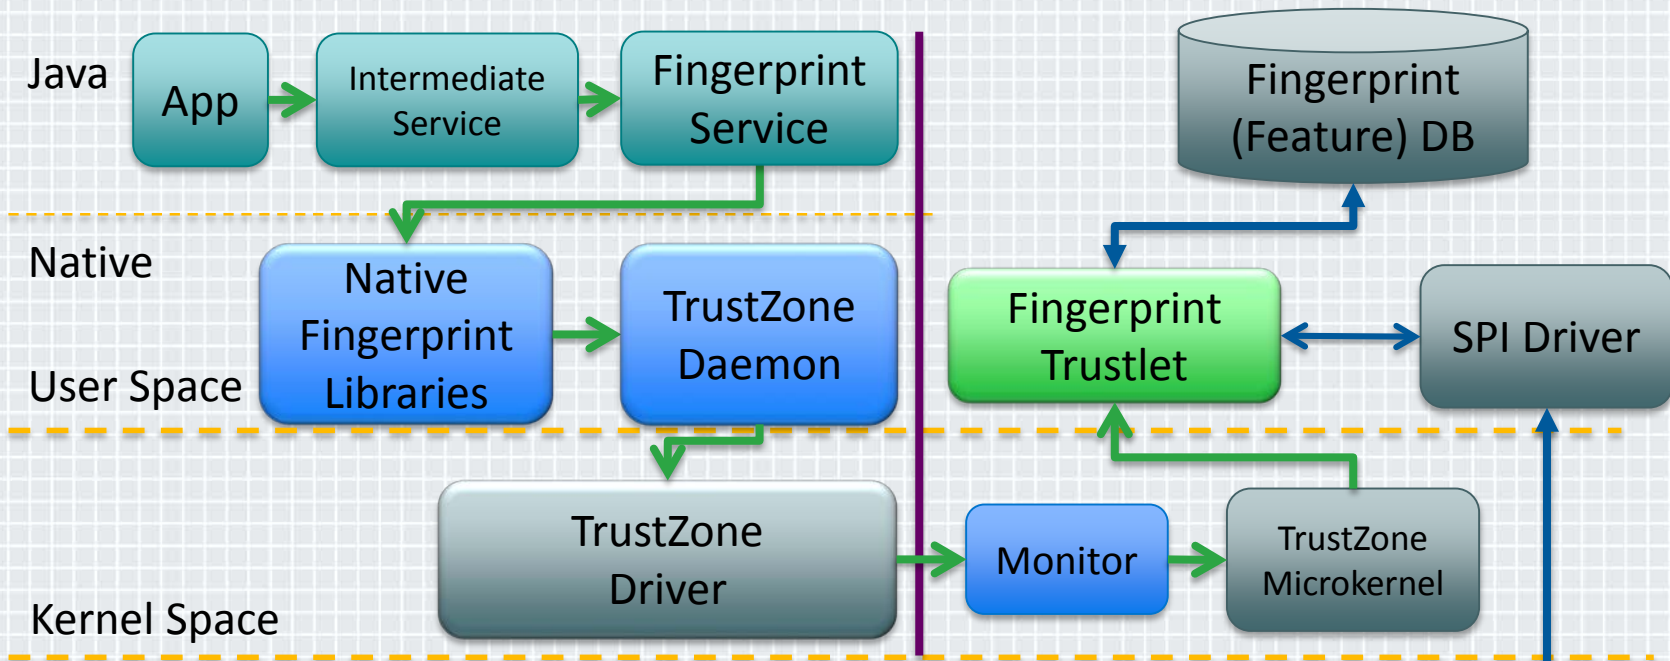 Java
App
Intermediate
Service
Fingerprint
Service
Fingerprint
(Feature) DB
Native
Native
Fingerprint
Libraries
TrustZone
Daemon
Fingerprint
Trustlet
SPI Driver
User Space
TrustZone
Driver
Monitor
TrustZone
Microkernel
Kernel Space